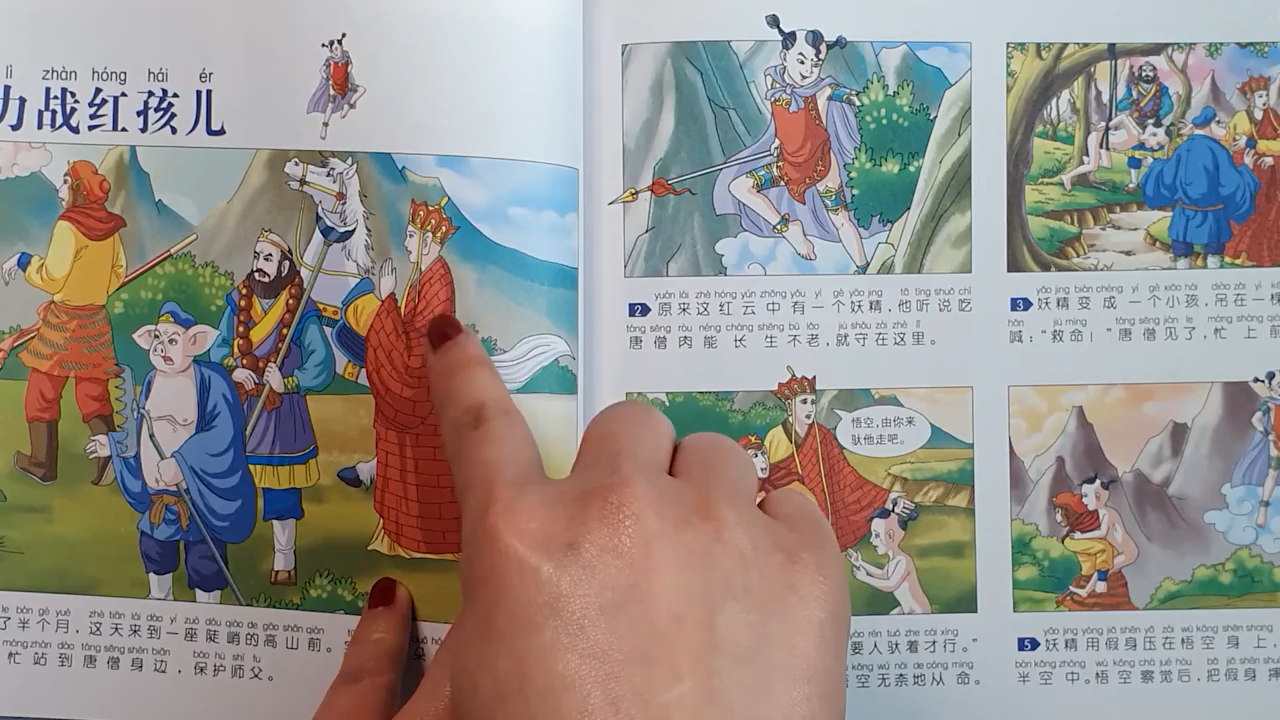 lì zhàn hóng hái ér
力战红孩儿
le bàn gè yuè zhè tiān lái dào yí zuò dǒu qiào de gāo shān qián
了半个月，这天来到一座陡峭的高山前。
máng zhàn dào táng sēng shēn biān bǎo hù shī fu
忙站到唐僧身边，保护师父。
朵
yuán lái zhè hóng yún zhōng yǒu yí gè yāo jing tā tīng shuō chī
2 原来这红云中有一个妖精，他听说吃
táng sēng ròu néng cháng shēng bù lǎo jiù shǒu zài zhè lǐ
唐僧肉能长生不老，就守在这里。
yāo jing biàn chéng yí gè xiǎo hái diào zài yì
3 妖精变成一个小孩，吊在一
hǎn jiù mìng táng sēng jiàn le máng shàng qián
喊：“救命！”唐僧见了，忙上前
悟空，由你来
驮他走吧。
yào rén tuó zhe cái xíng
要人驮着才行。”
kōng wú nài de cóng mìng
空无奈地从命。
yāo jing yòng jiǎ shēn yā zài wù kōng shēn shang
5 妖精用假身压在悟空身上，
bàn kōng zhōng wù kōng chá jué hòu bǎ jiǎ shēn shuāi
半空中。悟空察觉后，把假身摔